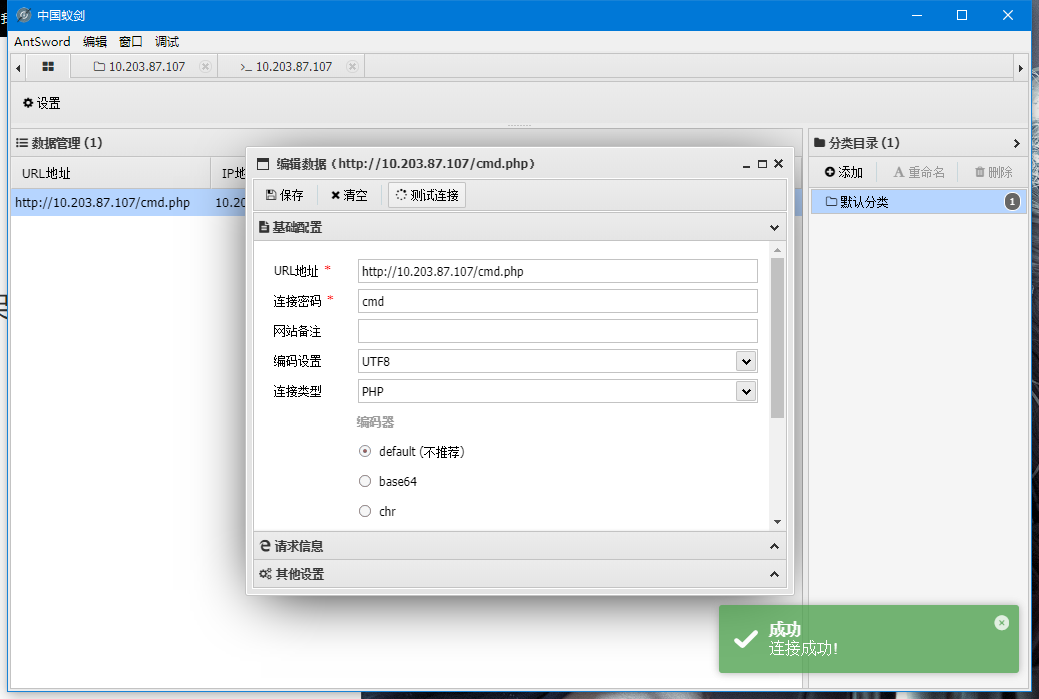 中国蚁剑
AntSword 编辑 窗口 调试
10.203.87.107 >_ 10.203.87.107
设置
数据管理 (1)
分类目录 (1)
URL地址 IP地
添加 重命名 删除
http://10.203.87.107/cmd.php 10.20
默认分类 1
编辑数据 (http://10.203.87.107/cmd.php)
保存 清空 测试连接
基础配置
URL地址 * http://10.203.87.107/cmd.php
连接密码 * cmd
网站备注
编码设置 UTF8
连接类型 PHP
编码器
default (不推荐)
base64
chr
请求信息
其他设置
成功
连接成功!